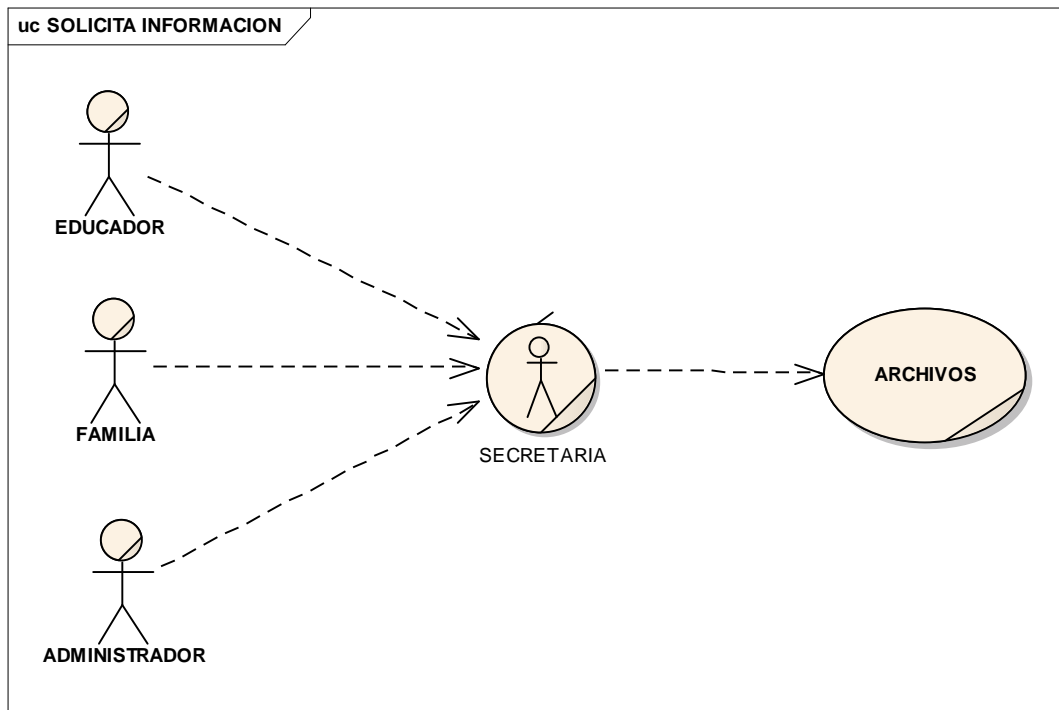 uc SOLICITA INFORMACION
EDUCADOR
FAMILIA
SECRETARIA
ARCHIVOS
ADMINISTRADOR